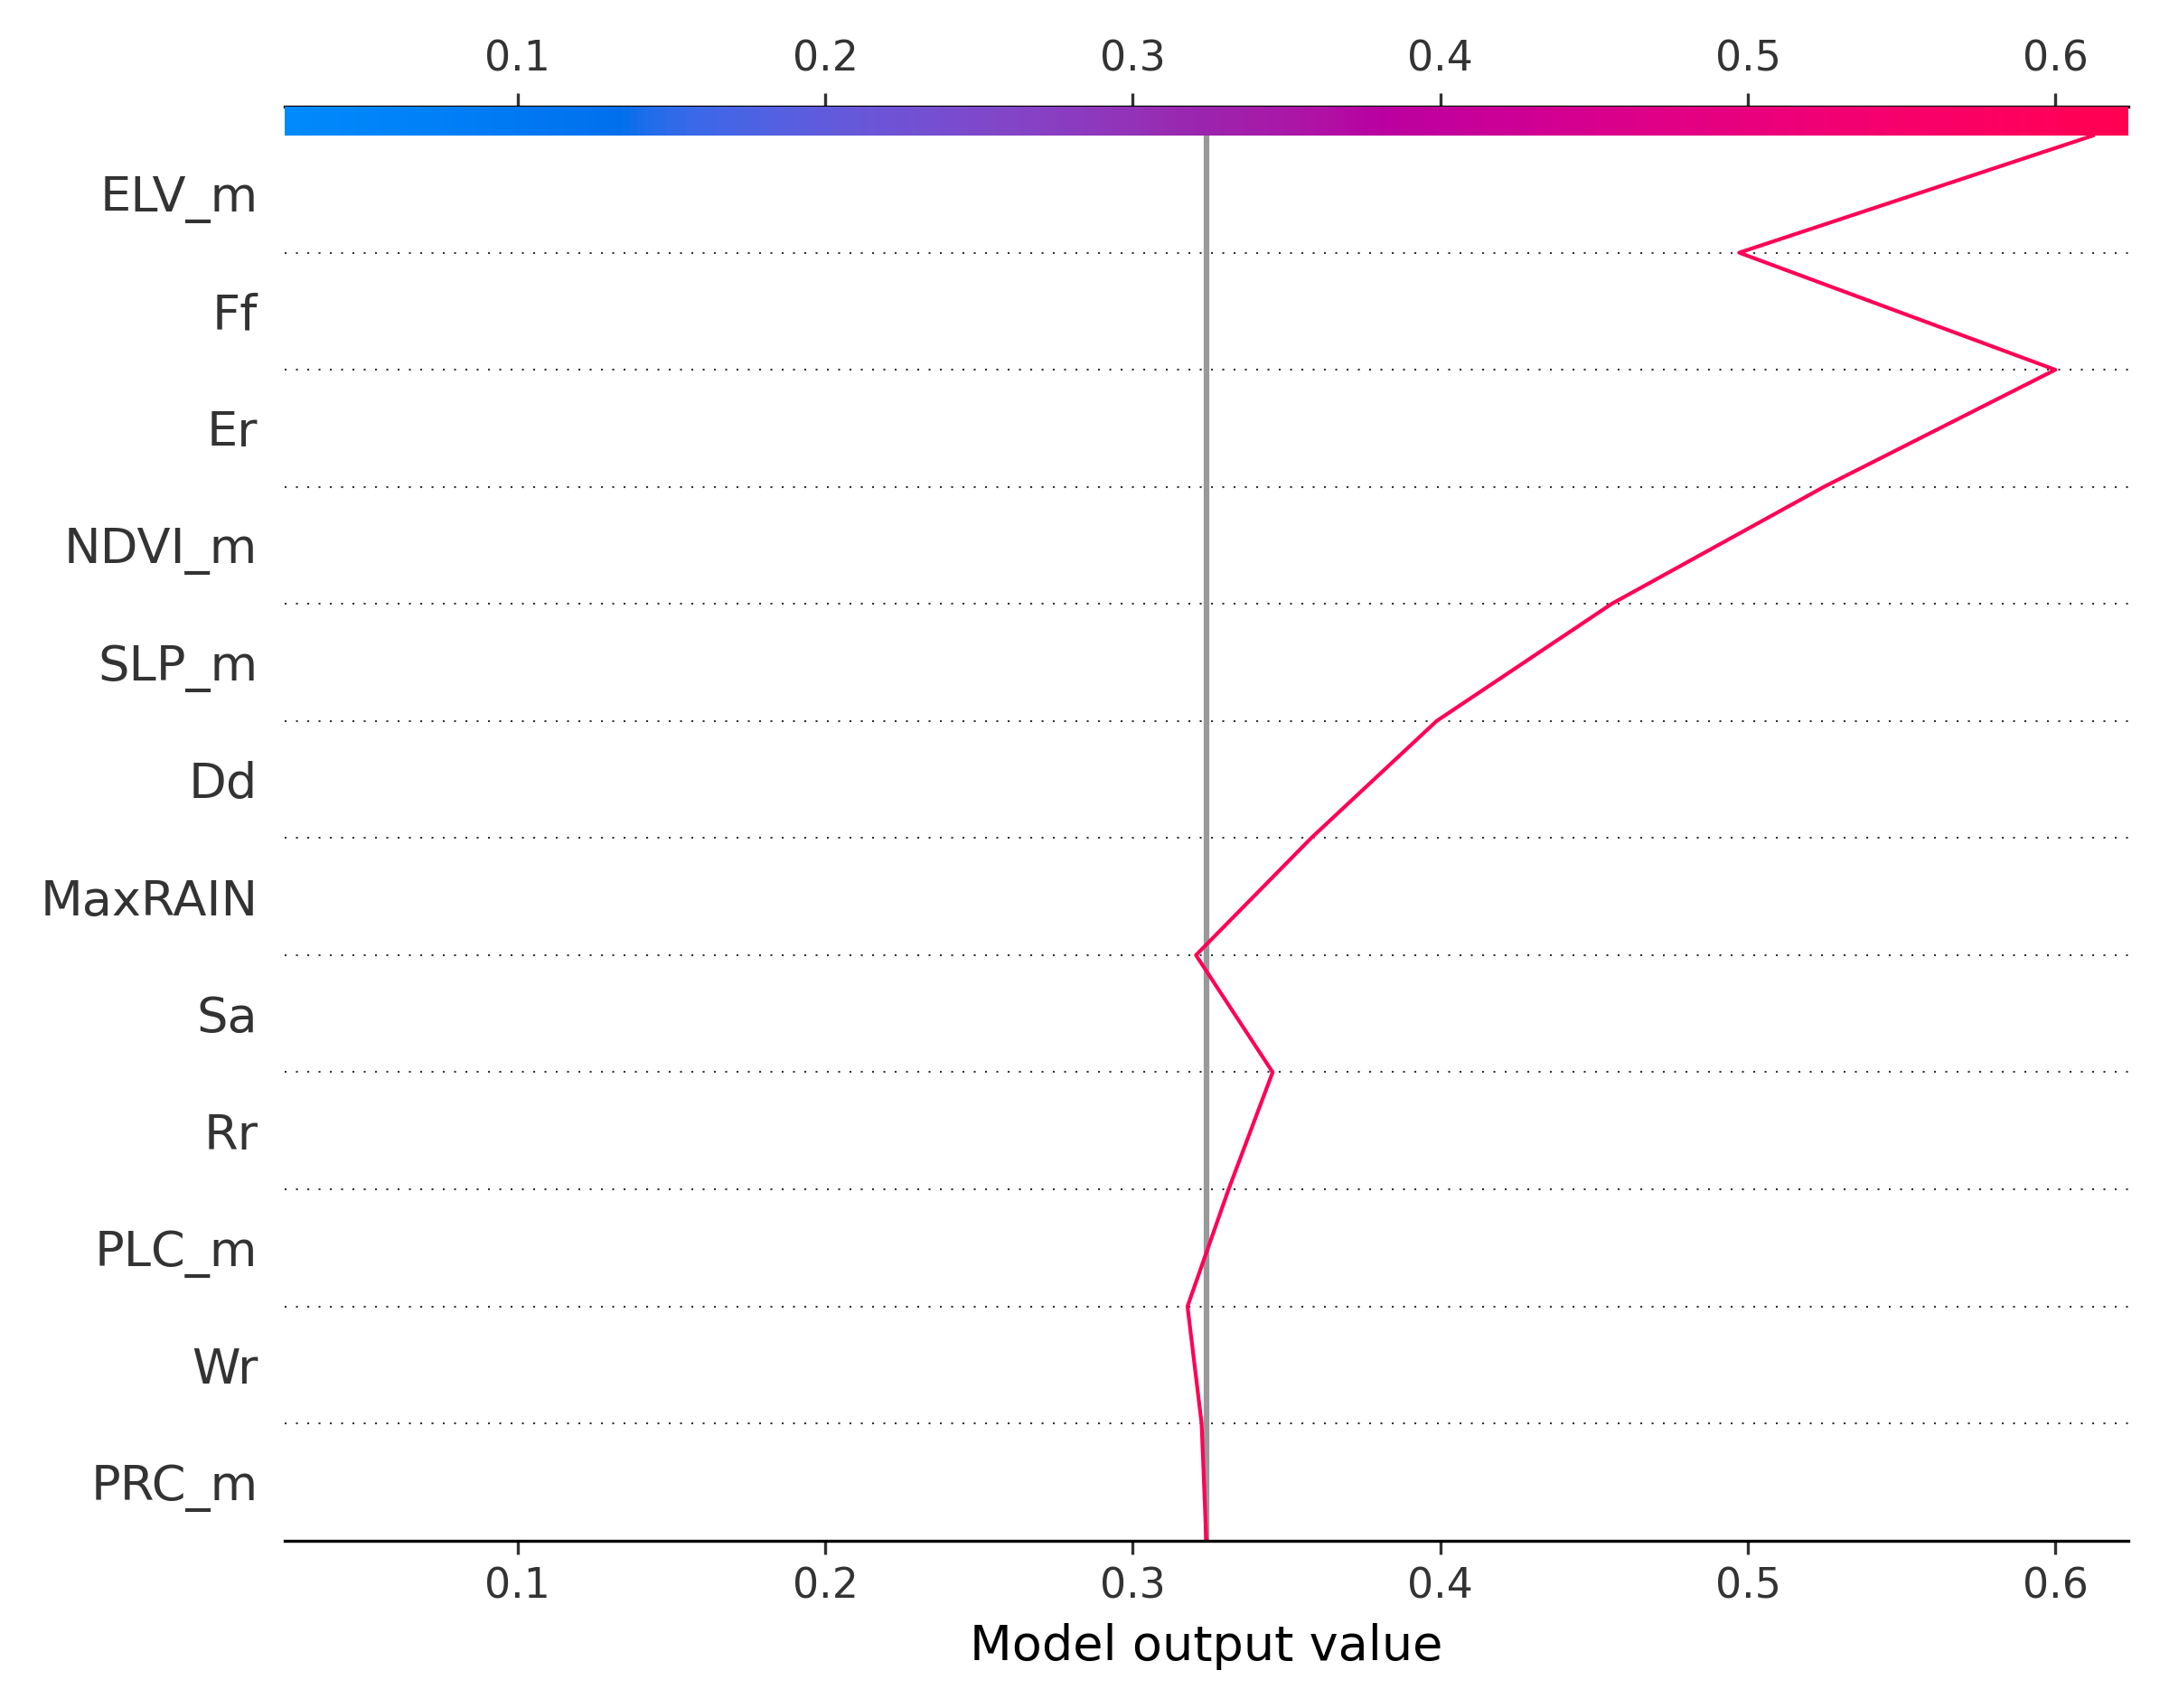 0.1 0.2 0.3 0.4 0.5 0.6
ELV_m
Ff
Er
NDVI_m
SLP_m
Dd
MaxRAIN
Sa
Rr
PLC_m
Wr
PRC_m
0.1 0.2 0.3 0.4 0.5 0.6
Model output value